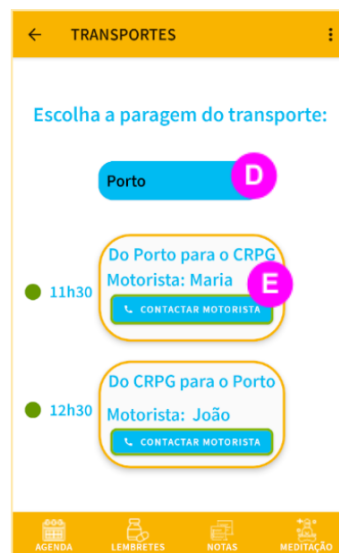 TRANSPORTES
Escolha a paragem do transporte:
Porto
D
Do Porto para o CRPG
11h30
Motorista: Maria
E
CONTACTAR MOTORISTA
Do CRPG para o Porto
12h30
Motorista: João
CONTACTAR MOTORISTA
AGENDA
LEMBRETES
NOTAS
MEDITAÇÃO